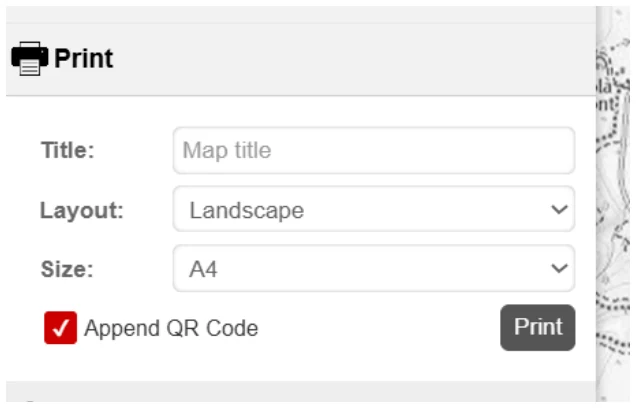 Print
Title: Map title
Layout: Landscape
Size: A4
Append QR Code Print